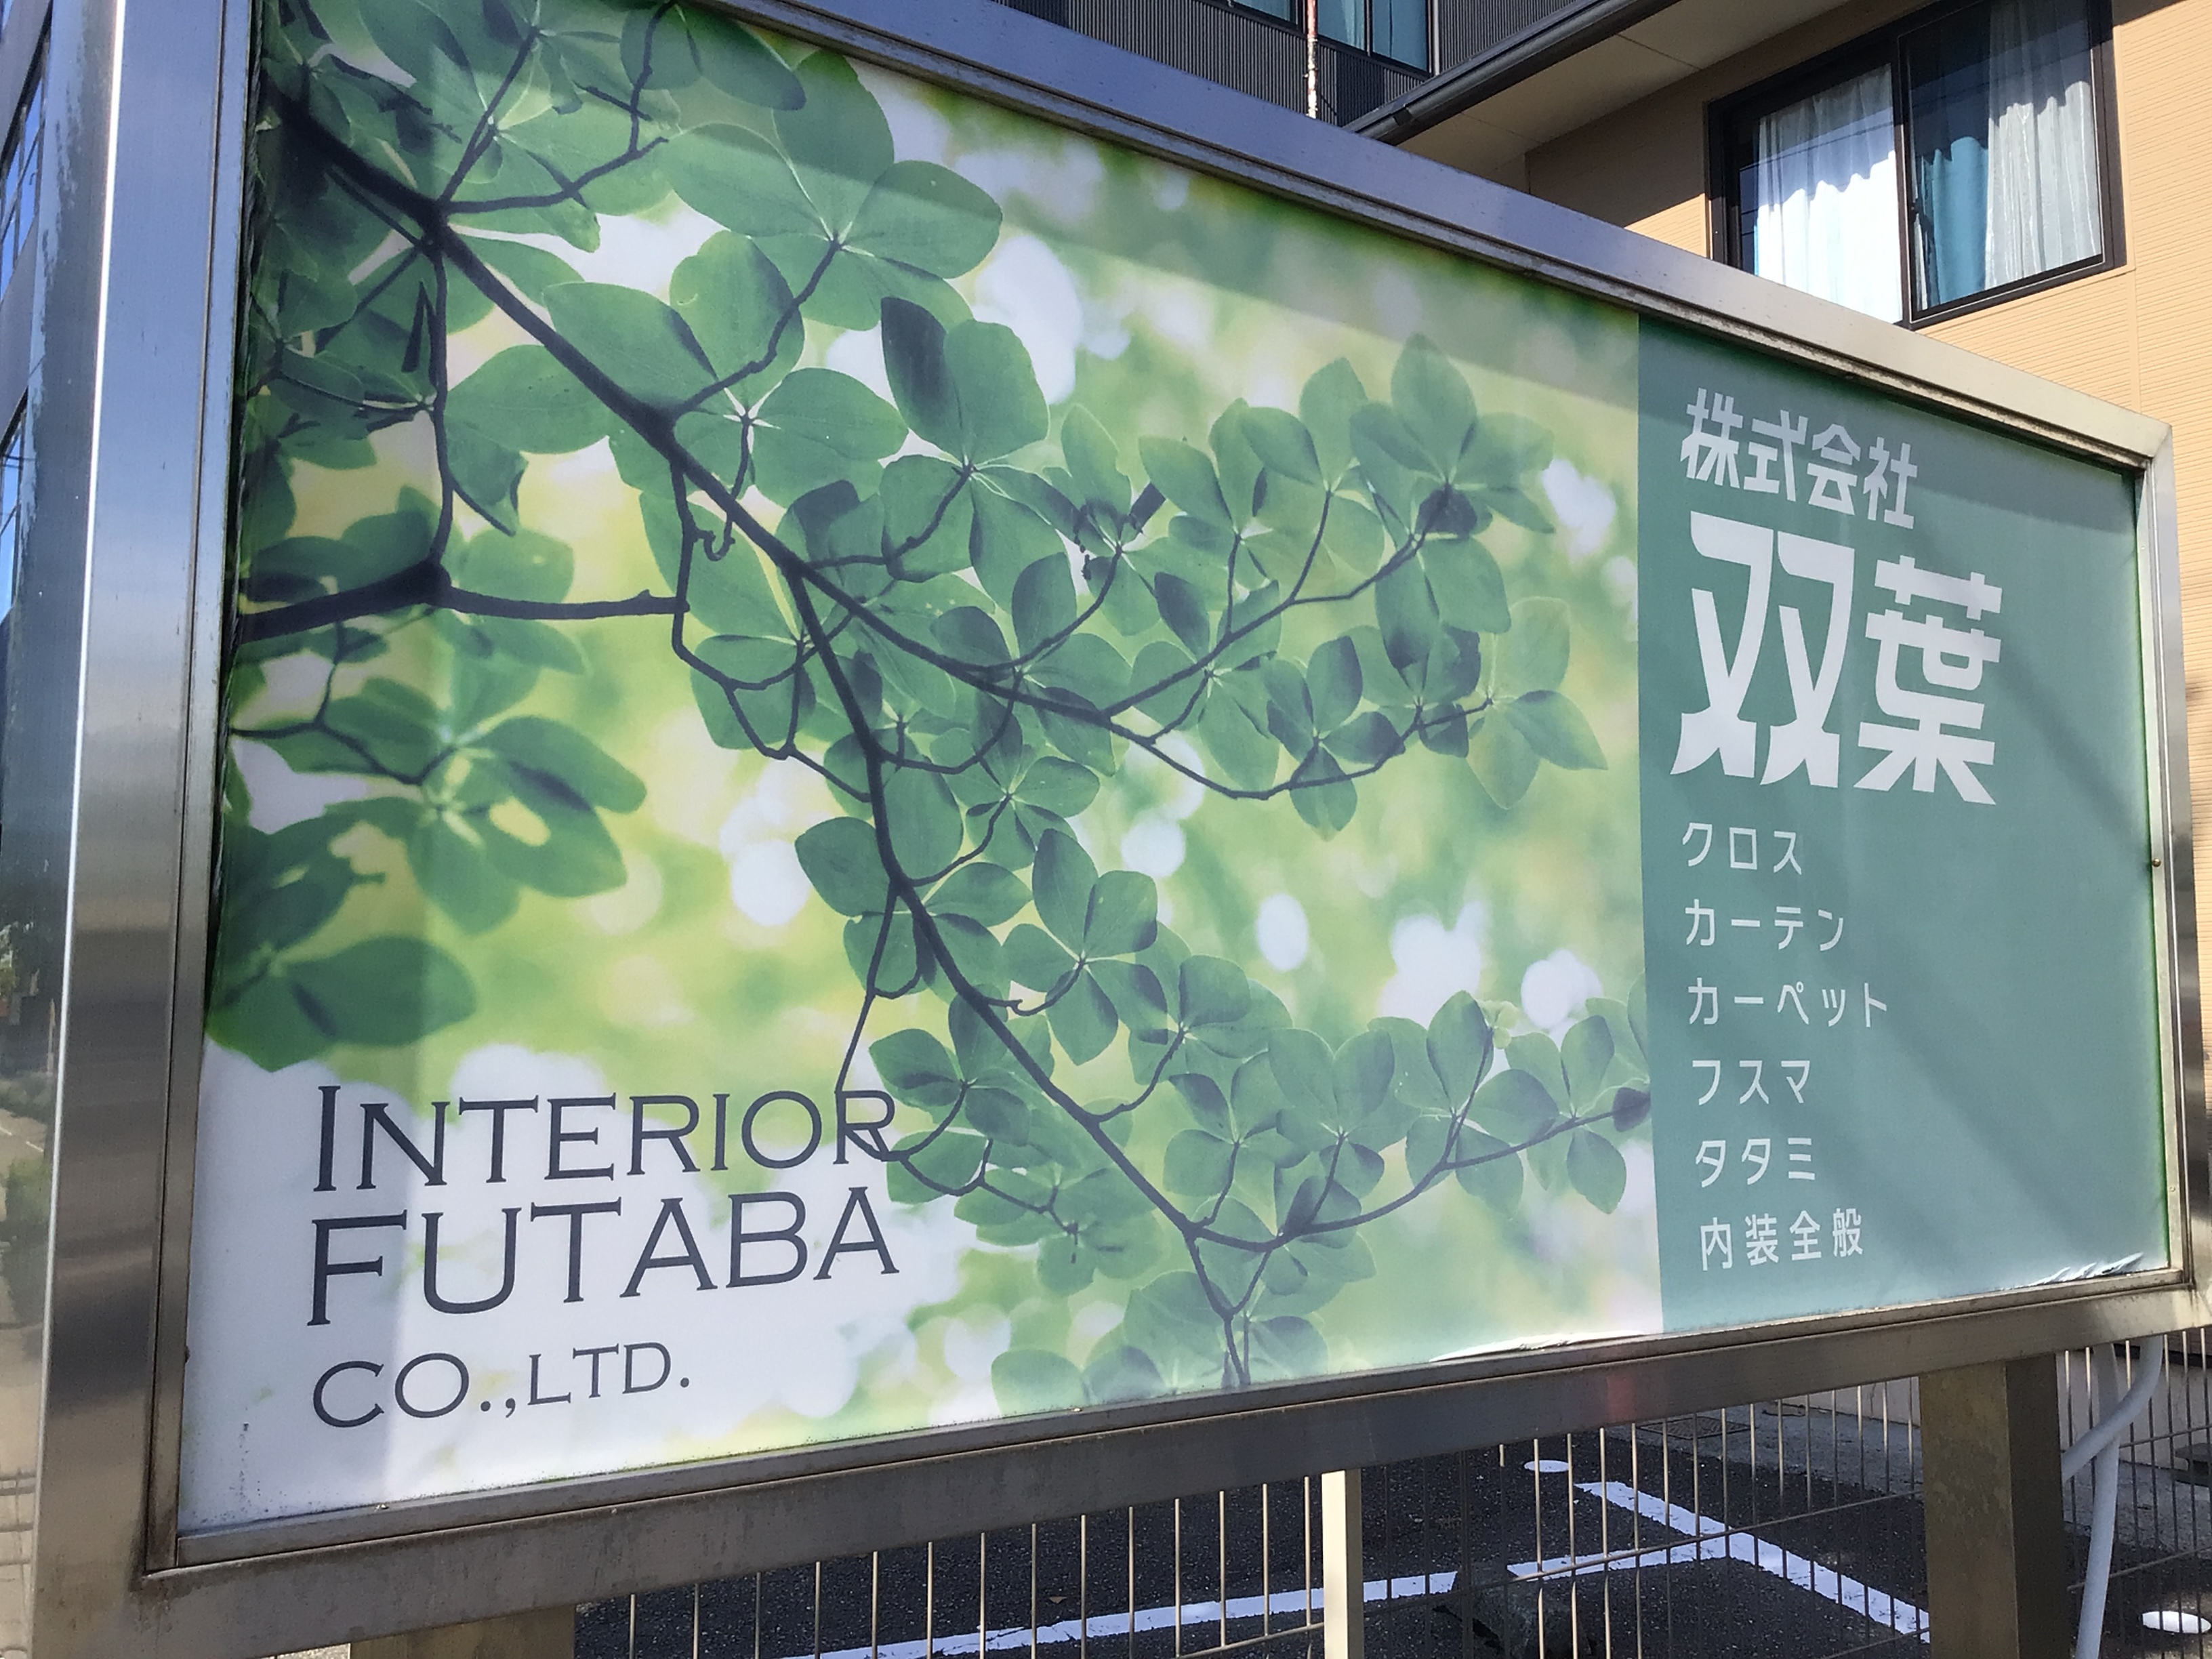 INTERIOR
FUTABA
CO.,LTD.
株式会社
双葉
クロス
カーテン
カーペット
フスマ
タタミ
内装全般